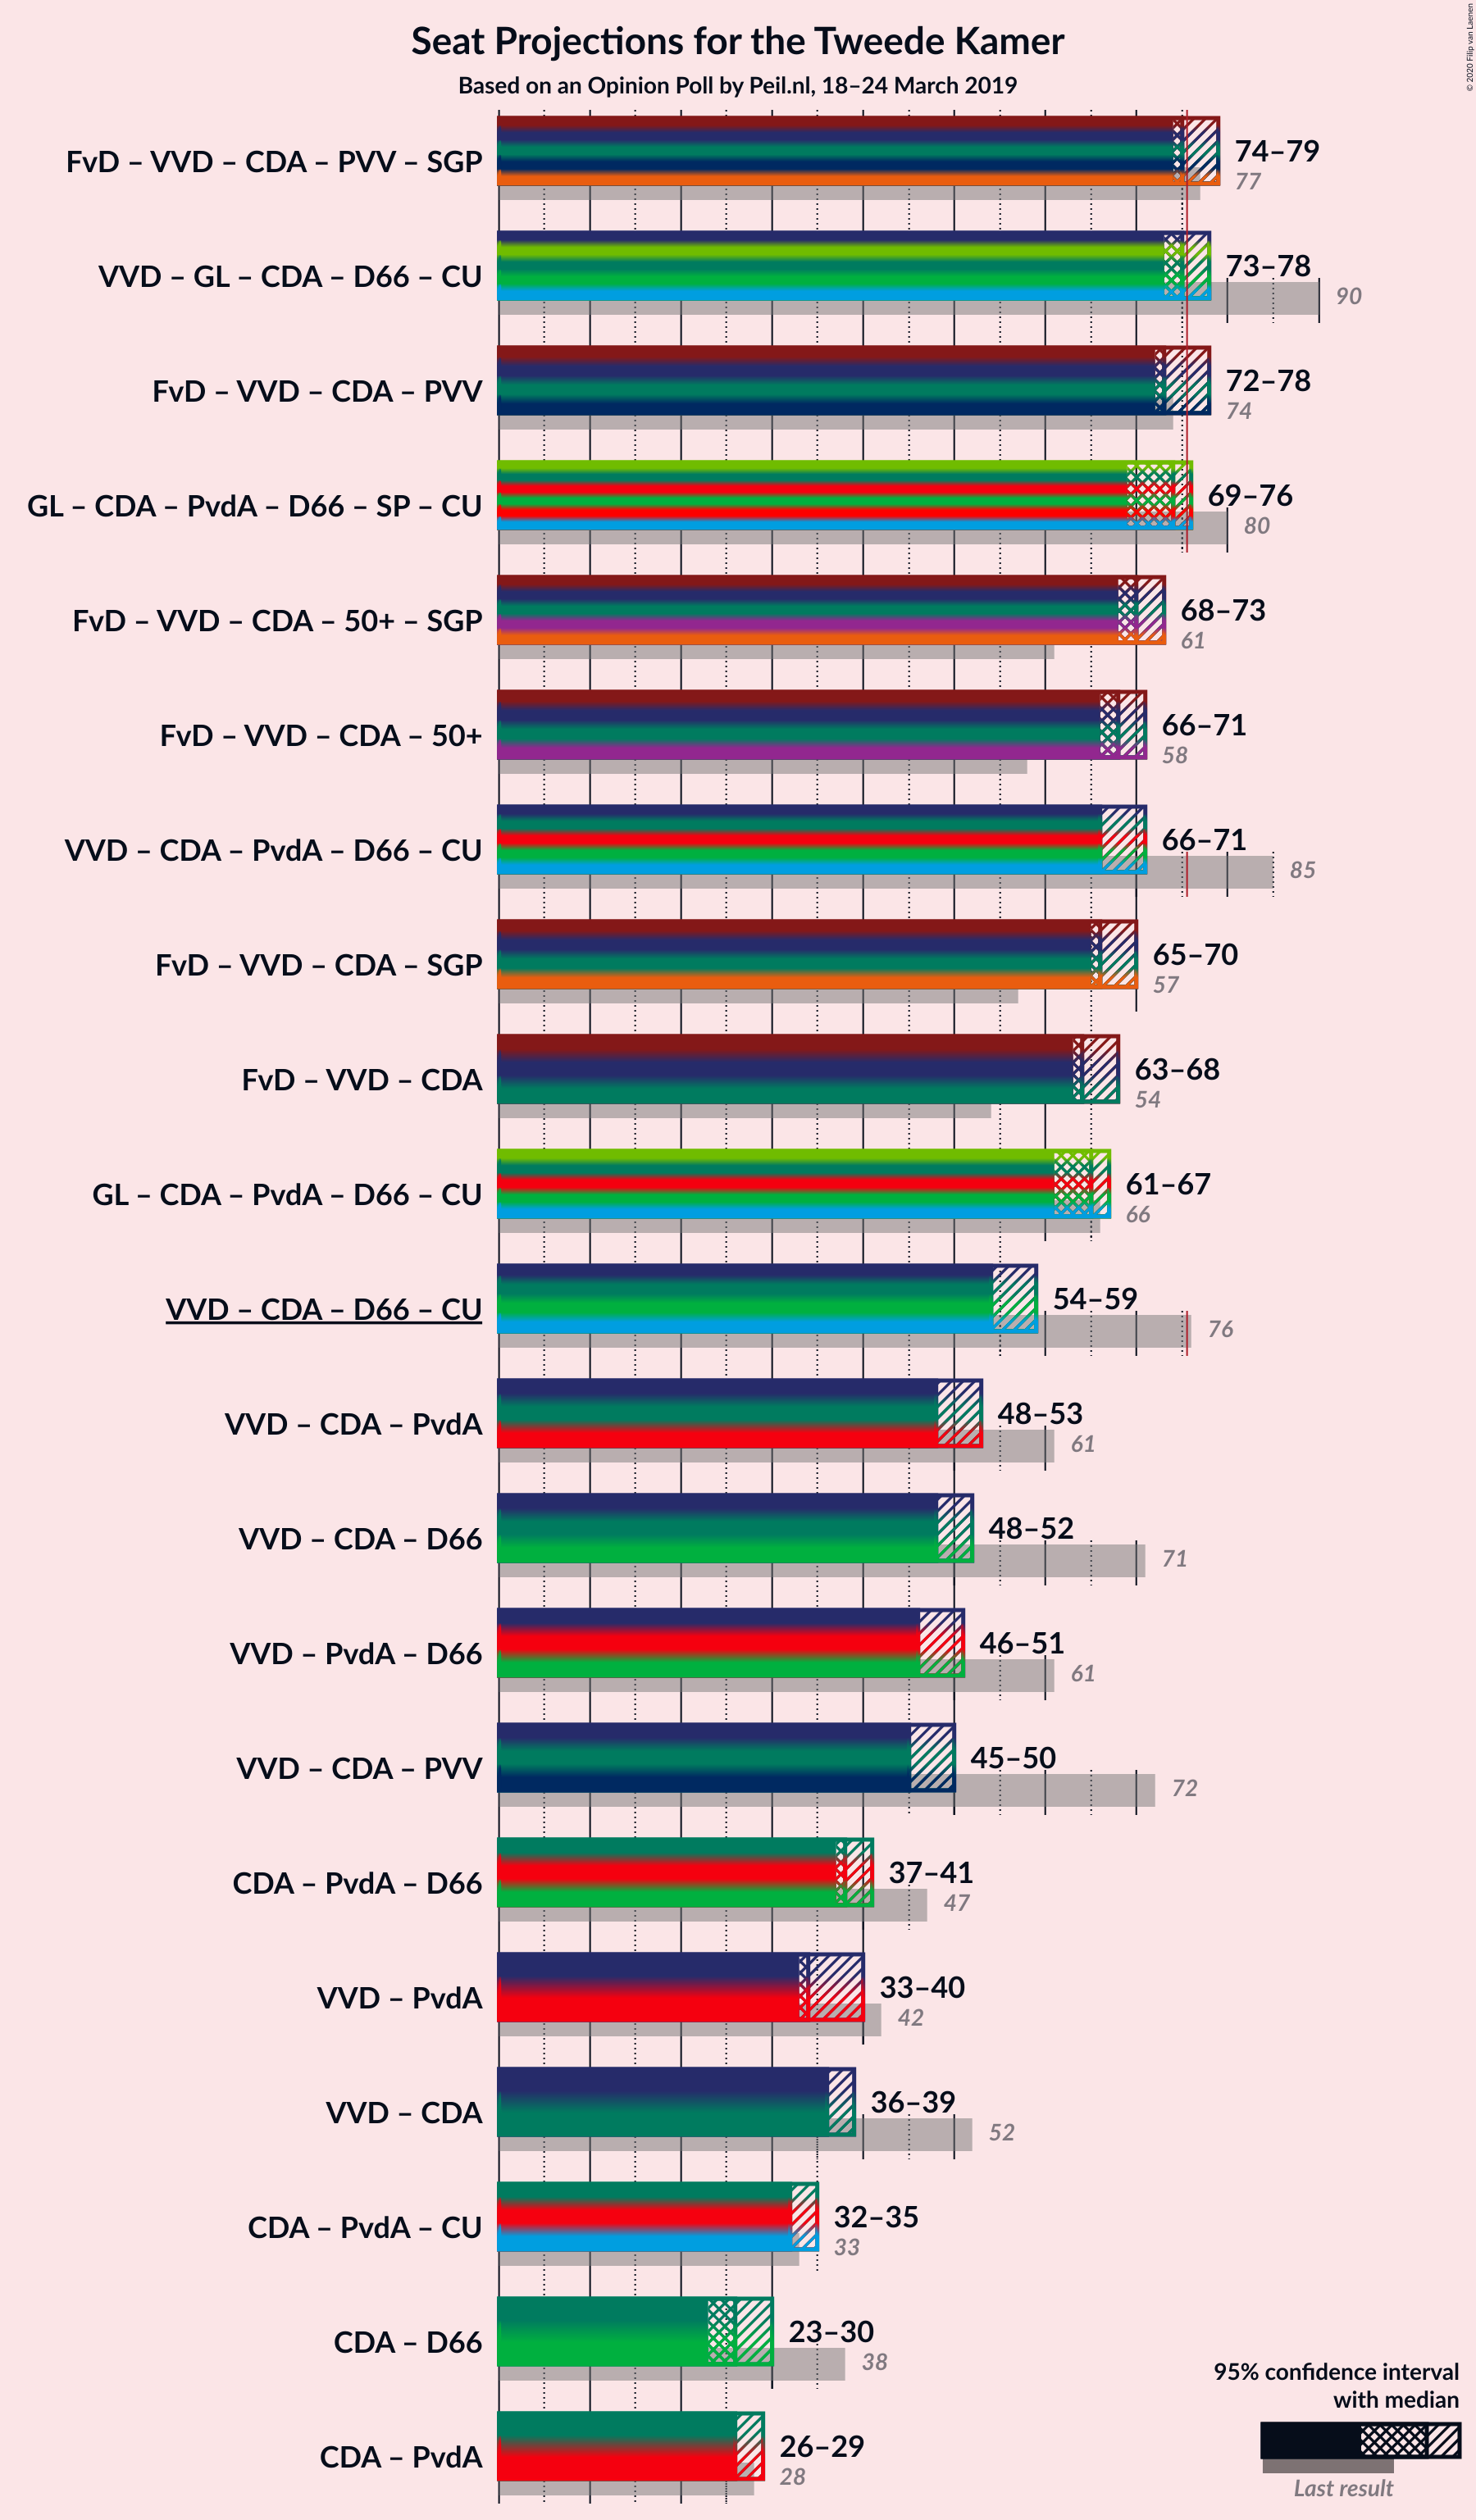 Seat Projections for the Tweede Kamer
Based on an Opinion Poll by Peil.nl, 18–24 March 2019
© 2020 Filip van Laenen
FvD – VVD – CDA – PVV – SGP
74–79
77
VVD – GL – CDA – D66 – CU
73–78
90
FvD – VVD – CDA – PVV
72–78
74
GL – CDA – PvdA – D66 – SP – CU
69–76
80
FvD – VVD – CDA – 50+ – SGP
68–73
61
FvD – VVD – CDA – 50+
66–71
58
VVD – CDA – PvdA – D66 – CU
66–71
85
FvD – VVD – CDA – SGP
65–70
57
FvD – VVD – CDA
63–68
54
GL – CDA – PvdA – D66 – CU
61–67
66
VVD – CDA – D66 – CU
54–59
76
VVD – CDA – PvdA
48–53
61
VVD – CDA – D66
48–52
71
VVD – PvdA – D66
46–51
61
VVD – CDA – PVV
45–50
72
CDA – PvdA – D66
37–41
47
VVD – PvdA
33–40
42
VVD – CDA
36–39
52
CDA – PvdA – CU
32–35
33
CDA – D66
23–30
38
CDA – PvdA
26–29
28
95% confidence interval
with median
Last result